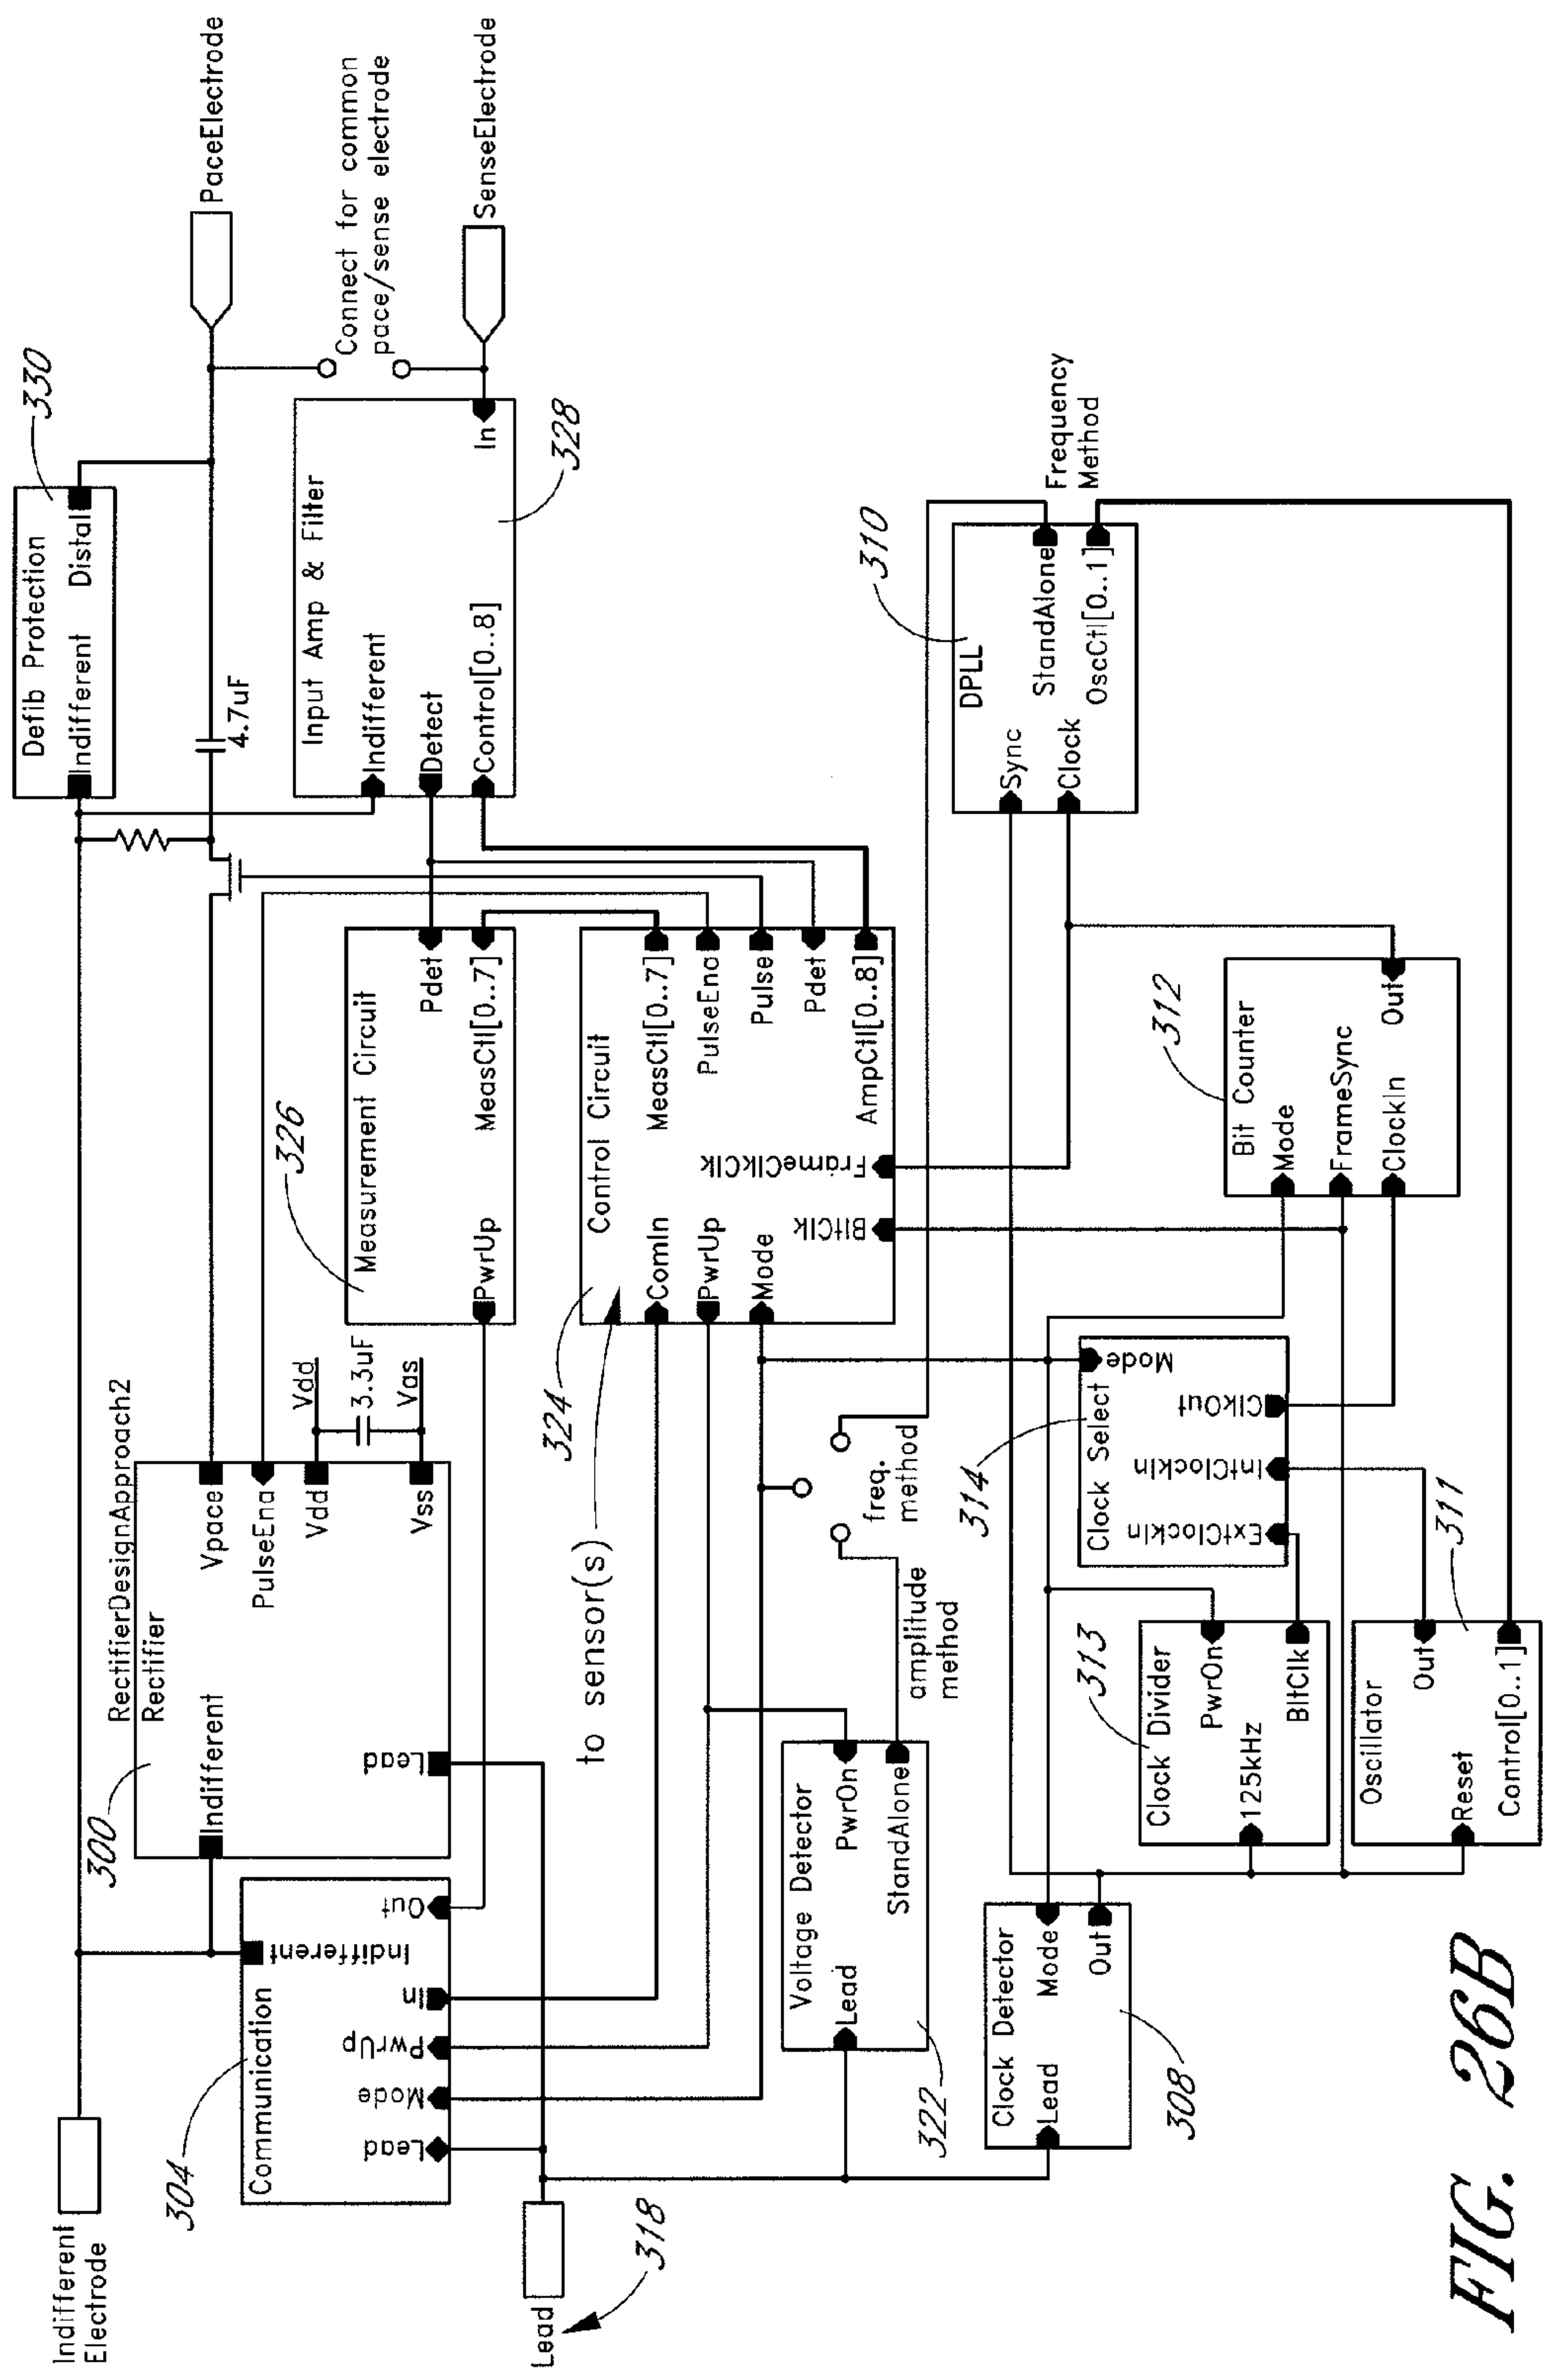 Indifferent
Electrode
Defib Protection
Indifferent
Distal
330
PaceElectrode
4.7uF
Connect for common
pace/sense electrode
SenseElectrode
Input Amp & Filter
Indifferent
Detect
Control[0..8]
In
328
RectifierDesignApproach2
Rectifier
Indifferent
Lead
Vpace
PulseEna
Vdd
Vss
300
Vdd
3.3uF
Vas
304
Communication
Indifferent
Lead
Mode
PwrUp
In
Out
Lead
318
326
Measurement Circuit
PwrUp
Pdet
MeasCtl[0..7]
324
Control Circuit
ComIn
PwrUp
Mode
BitClk
FrameClkClk
MeasCtl[0..7]
PulseEna
Pulse
Pdet
AmpCtl[0..8]
to sensor(s)
freq.
method
amplitude
method
Voltage Detector
Lead
PwrOn
StandAlone
322
310
DPLL
Sync
Clock
StandAlone
OscCtl[0..1]
Frequency
Method
Clock Detector
Lead
Mode
Out
308
314
Clock Select
Mode
ExtClockIn
IntClockIn
ClkOut
312
Bit Counter
Mode
FrameSync
ClockIn
Out
313
Clock Divider
125kHz
PwrOn
BitClk
311
Oscillator
Reset
Out
Control[0..1]
FIG. 26B